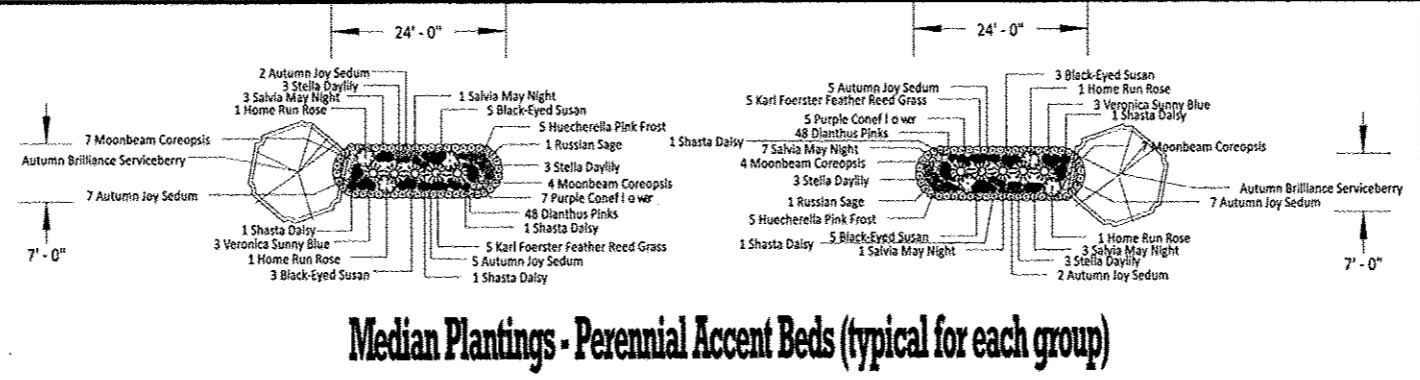 24' - 0"
2 Autumn Joy Sedum
3 Stella Daylily
3 Salvia May Night
1 Home Run Rose
7 Moonbeam Coreopsis
Autumn Brilliance Serviceberry
7 Autumn Joy Sedum
7' - 0"
1 Shasta Daisy
3 Veronica Sunny Blue
1 Home Run Rose
3 Black-Eyed Susan
1 Salvia May Night
5 Black-Eyed Susan
5 Huecherella Pink Frost
1 Russian Sage
3 Stella Daylily
4 Moonbeam Coreopsis
7 Purple Conefl o wer
48 Dianthus Pinks
1 Shasta Daisy
5 Karl Foerster Feather Reed Grass
5 Autumn Joy Sedum
1 Shasta Daisy
24' - 0"
5 Autumn Joy Sedum
5 Karl Foerster Feather Reed Grass
5 Purple Conefl o wer
48 Dianthus Pinks
1 Shasta Daisy
7 Salvia May Night
4 Moonbeam Coreopsis
3 Stella Daylily
1 Russian Sage
5 Huecherella Pink Frost
5 Black-Eyed Susan
1 Shasta Daisy
1 Salvia May Night
3 Black-Eyed Susan
1 Home Run Rose
3 Veronica Sunny Blue
1 Shasta Daisy
7 Moonbeam Coreopsis
Autumn Brilliance Serviceberry
7 Autumn Joy Sedum
1 Home Run Rose
3 Salvia May Night
3 Stella Daylily
2 Autumn Joy Sedum
7' - 0"
Median Plantings - Perennial Accent Beds (typical for each group)